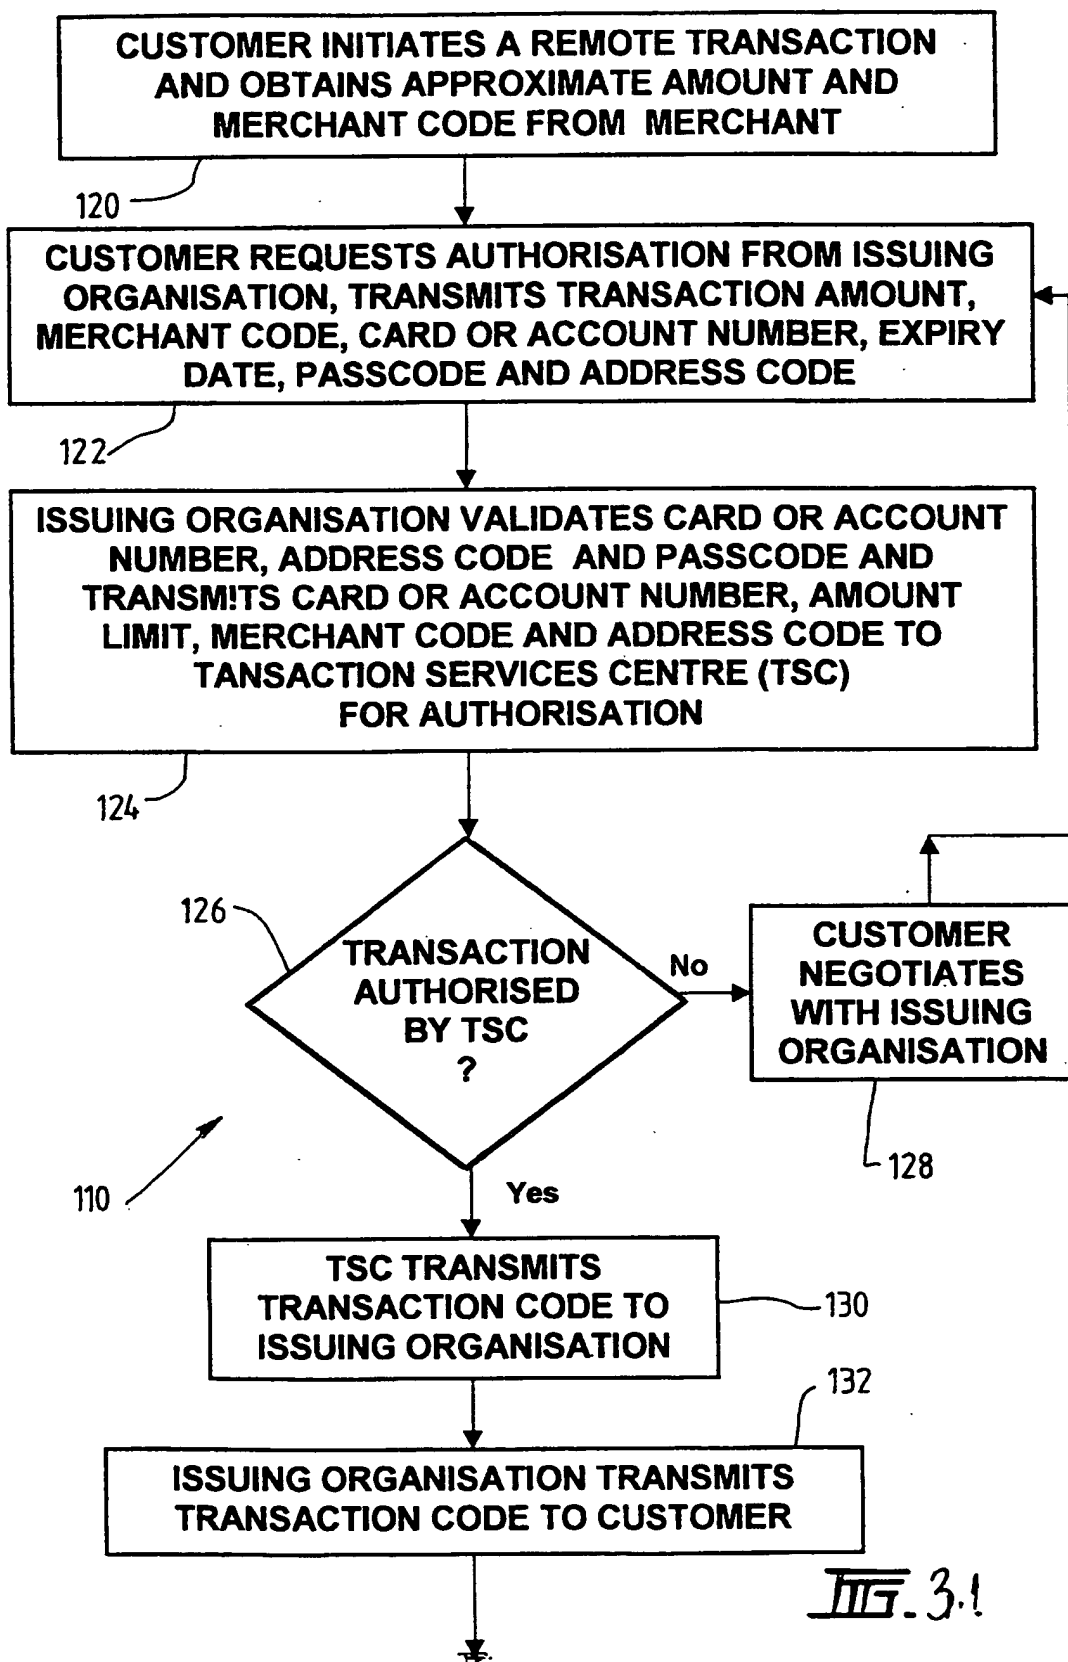 CUSTOMER INITIATES A REMOTE TRANSACTION
AND OBTAINS APPROXIMATE AMOUNT AND
MERCHANT CODE FROM MERCHANT
120
CUSTOMER REQUESTS AUTHORISATION FROM ISSUING
ORGANISATION, TRANSMITS TRANSACTION AMOUNT,
MERCHANT CODE, CARD OR ACCOUNT NUMBER, EXPIRY
DATE, PASSCODE AND ADDRESS CODE
122
ISSUING ORGANISATION VALIDATES CARD OR ACCOUNT
NUMBER, ADDRESS CODE AND PASSCODE AND
TRANSMITS CARD OR ACCOUNT NUMBER, AMOUNT
LIMIT, MERCHANT CODE AND ADDRESS CODE TO
TANSACTION SERVICES CENTRE (TSC)
FOR AUTHORISATION
124
126
TRANSACTION
AUTHORISED
BY TSC
?
No
CUSTOMER
NEGOTIATES
WITH ISSUING
ORGANISATION
128
110
Yes
TSC TRANSMITS
TRANSACTION CODE TO
ISSUING ORGANISATION
130
132
ISSUING ORGANISATION TRANSMITS
TRANSACTION CODE TO CUSTOMER
FIG. 3.1